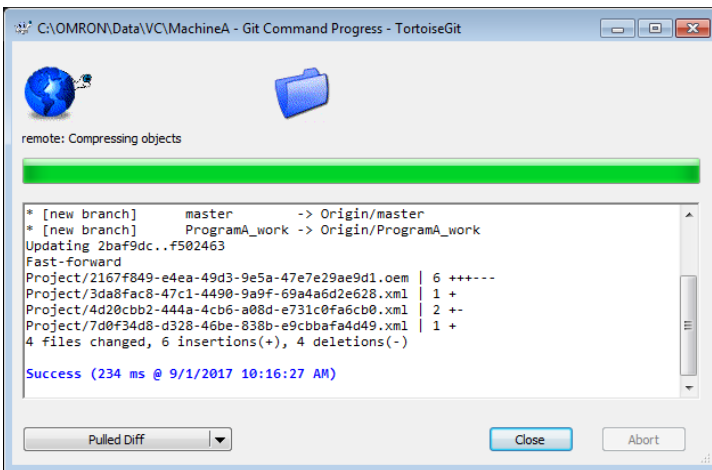 C:\OMRON\Data\VC\MachineA - Git Command Progress - TortoiseGit
remote: Compressing objects
* [new branch]      master        -> Origin/master
* [new branch]      ProgramA_work -> Origin/ProgramA_work
Updating 2baf9dc..f502463
Fast-forward
Project/2167f849-e4ea-49d3-9e5a-47e7e29ae9d1.oem | 6 +++---
Project/3da8fac8-47c1-4490-9a9f-69a4a6d2e628.xml | 1 +
Project/4d20cbb2-444a-4cb6-a08d-e731c0fa6cb0.xml | 2 +-
Project/7d0f34d8-d328-46be-838b-e9cbbafa4d49.xml | 1 +
4 files changed, 6 insertions(+), 4 deletions(-)
Success (234 ms @ 9/1/2017 10:16:27 AM)
Pulled Diff
Close
Abort